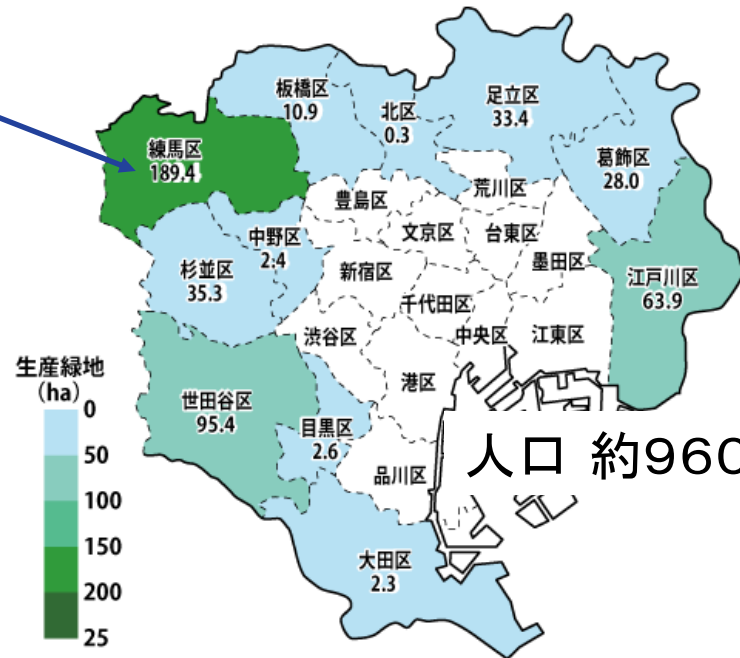 板橋区
10.9
北区
0.3
足立区
33.4
練馬区
189.4
葛飾区
28.0
豊島区
荒川区
中野区
2.4
文京区
台東区
杉並区
35.3
新宿区
墨田区
江戸川区
63.9
千代田区
渋谷区
中央区
江東区
港区
世田谷区
95.4
目黒区
2.6
品川区
人口 約960
大田区
2.3
生産緑地
(ha)
0
50
100
150
200
25